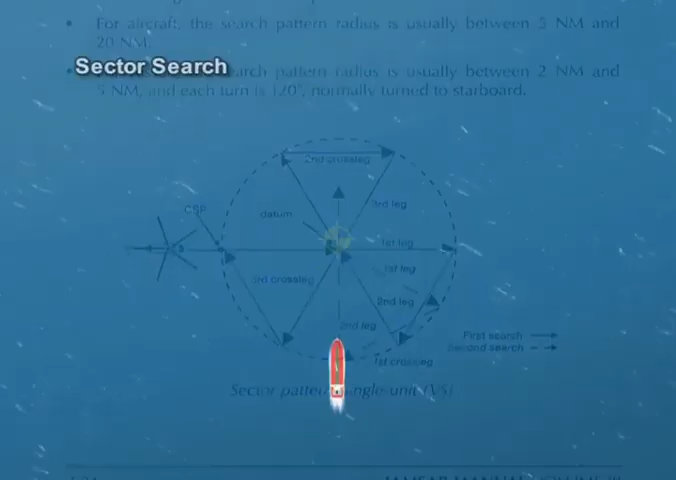 For aircraft, the search pattern radius is usually between 5 NM and
20 NM.
Sector Search
search pattern radius is usually between 2 NM and
5 NM, and each turn is 120°, normally turned to starboard.
2nd crossleg
CSP
datum
3rd leg
1st leg
1st leg
3rd crossleg
2nd leg
2nd leg
First search
Second search
1st crossleg
Sector pattern single-unit (VS)